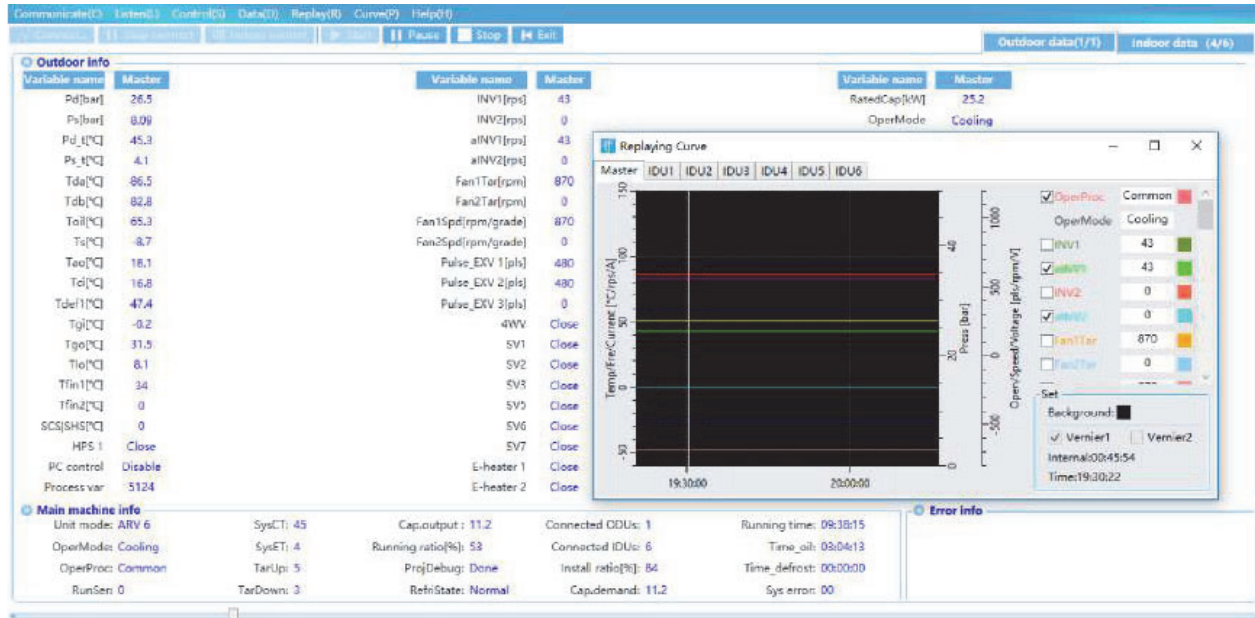 Communicate(C) Listen(L) Control(S) Data(D) Replay(R) Curve(P) Help(H)
Pause Stop Exit
Outdoor data(1/1) Indoor data (4/6)
Outdoor info
Variable name Master Variable name Master Variable name Master
Pd[bar] 26.5 INV1[rps] 43 RatedCap[kW] 25.2
Ps[bar] 8.09 INV2[rps] 0 OperMode Cooling
Pd_t[℃] 45.3 aINV1[rps] 43
Ps_t[℃] 4.1 aINV2[rps] 0
Tda[℃] 86.5 Fan1Tar[rpm] 870
Tdb[℃] 82.8 Fan2Tar[rpm] 0
Toil[℃] 65.3 Fan1Spd[rpm/grade] 870
Ts[℃] -8.7 Fan2Spd[rpm/grade] 0
Tao[℃] 18.1 Pulse_EXV 1[pls] 480
Tci[℃] 16.8 Pulse_EXV 2[pls] 480
Tdef1[℃] 47.4 Pulse_EXV 3[pls] 0
Tgi[℃] -0.2 4WV Close
Tgo[℃] 31.5 SV1 Close
Tlo[℃] 8.1 SV2 Close
Tfin1[℃] 34 SV3 Close
Tfin2[℃] 0 SV5 Close
SCS|SHS[℃] 0 SV6 Close
HPS 1 Close SV7 Close
PC control Disable E-heater 1 Close
Process var 5124 E-heater 2 Close
Replaying Curve
Master IDU1 IDU2 IDU3 IDU4 IDU5 IDU6
Temp/Fre/Current [℃/rps/A]
150
100
50
0
-50
19:30:00 20:00:00
Press [bar]
40
20
0
Open/Speed/Voltage [pls/rpm/V]
1000
500
0
-500
OperProc Common
OperMode Cooling
INV1 43
aINV1 43
INV2 0
aINV2 0
Fan1Tar 870
Fan2Tar 0
Set
Background:
Vernier1 Vernier2
Internal:00:45:54
Time:19:30:22
Main machine info
Unit mode: ARV 6 SysCT: 45 Cap.output : 11.2 Connected ODUs: 1 Running time: 09:38:15
OperMode: Cooling SysET: 4 Running ratio[%]: 53 Connected IDUs: 6 Time_oil: 03:04:13
OperProc: Common TarUp: 5 ProjDebug: Done Install ratio[%]: 84 Time_defrost: 00:00:00
RunSer: 0 TarDown: 3 RefriState: Normal Cap.demand: 11.2 Sys error: 00
Error info